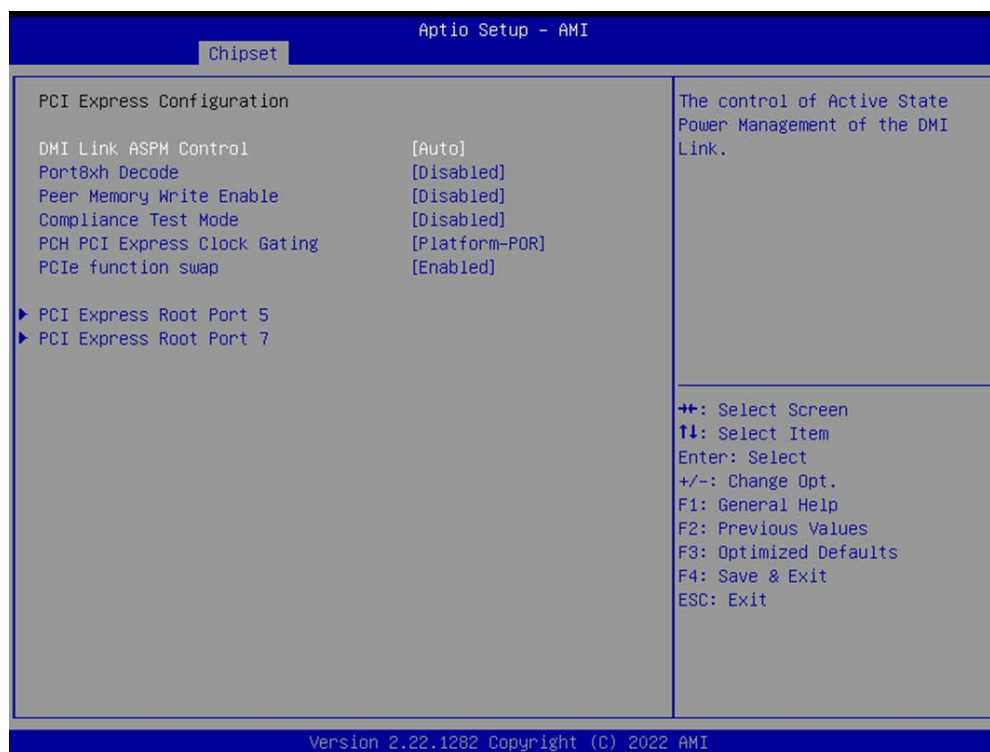 Aptio Setup - AMI
Chipset
PCI Express Configuration
DMI Link ASPM Control [Auto]
Port8xh Decode [Disabled]
Peer Memory Write Enable [Disabled]
Compliance Test Mode [Disabled]
PCH PCI Express Clock Gating [Platform-POR]
PCIe function swap [Enabled]
PCI Express Root Port 5
PCI Express Root Port 7
The control of Active State
Power Management of the DMI
Link.
→←: Select Screen
↑↓: Select Item
Enter: Select
+/-: Change Opt.
F1: General Help
F2: Previous Values
F3: Optimized Defaults
F4: Save & Exit
ESC: Exit
Version 2.22.1282 Copyright (C) 2022 AMI